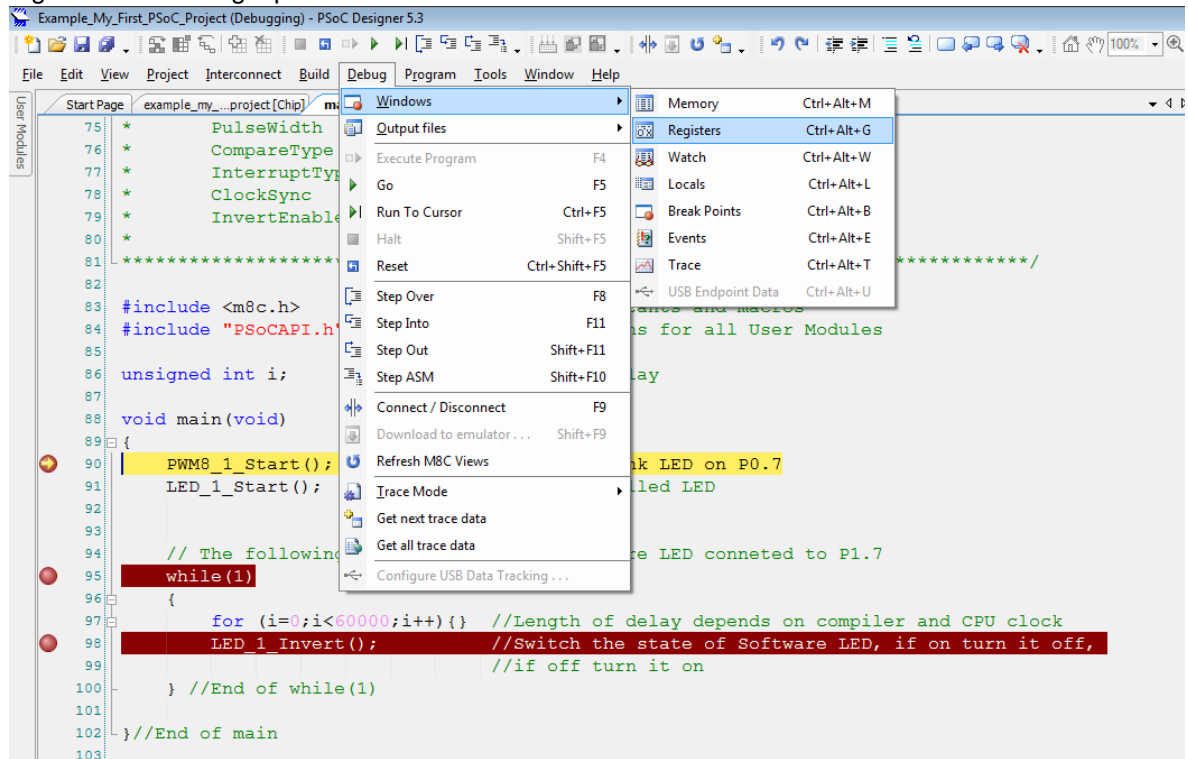 Example_My_First_PSoC_Project (Debugging) - PSoC Designer 5.3
100%
File Edit View Project Interconnect Build Debug Program Tools Window Help
User Modules
Start Page example_my_...project [Chip] ma
Windows
Output files
Execute Program F4
Go F5
Run To Cursor Ctrl+F5
Halt Shift+F5
Reset Ctrl+Shift+F5
Step Over F8
Step Into F11
Step Out Shift+F11
Step ASM Shift+F10
Connect / Disconnect F9
Download to emulator . . . Shift+F9
Refresh M8C Views
Trace Mode
Get next trace data
Get all trace data
Configure USB Data Tracking . . .
Memory Ctrl+Alt+M
Registers Ctrl+Alt+G
Watch Ctrl+Alt+W
Locals Ctrl+Alt+L
Break Points Ctrl+Alt+B
Events Ctrl+Alt+E
Trace Ctrl+Alt+T
USB Endpoint Data Ctrl+Alt+U
75 * PulseWidth
76 * CompareType
77 * InterruptTyp
78 * ClockSync
79 * InvertEnable
80 *
81 ******************* ************/
82
83 #include <m8c.h> tants and macros
84 #include "PSoCAPI.h" ns for all User Modules
85
86 unsigned int i; lay
87
88 void main(void)
89 {
90 PWM8_1_Start(); nk LED on P0.7
91 LED_1_Start(); lled LED
92
93
94 // The following re LED conneted to P1.7
95 while(1)
96 {
97 for (i=0;i<60000;i++){} //Length of delay depends on compiler and CPU clock
98 LED_1_Invert(); //Switch the state of Software LED, if on turn it off,
99 //if off turn it on
100 } //End of while(1)
101
102 }//End of main
103